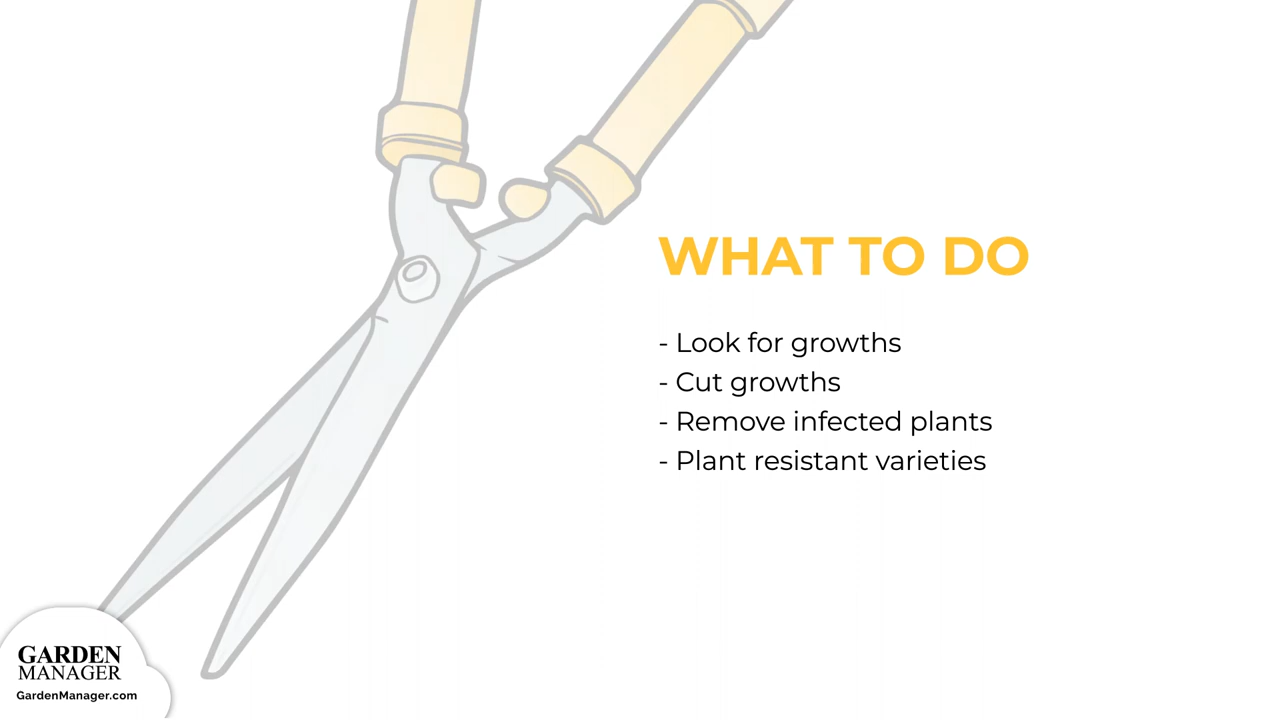 WHAT TO DO
- Look for growths
- Cut growths
- Remove infected plants
- Plant resistant varieties
GARDEN
MANAGER
GardenManager.com